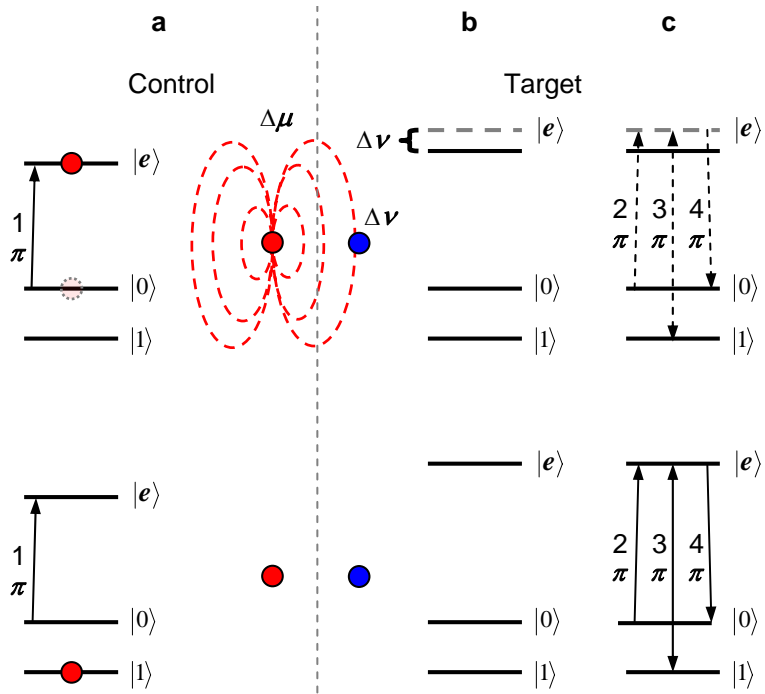 a b c
Control Target
Δμ
|e⟩ Δν |e⟩ |e⟩
1 π Δν 2 π 3 π 4 π
|0⟩ |0⟩ |0⟩
|1⟩ |1⟩ |1⟩
|e⟩ |e⟩ |e⟩
1 π 2 π 3 π 4 π
|0⟩ |0⟩ |0⟩
|1⟩ |1⟩ |1⟩